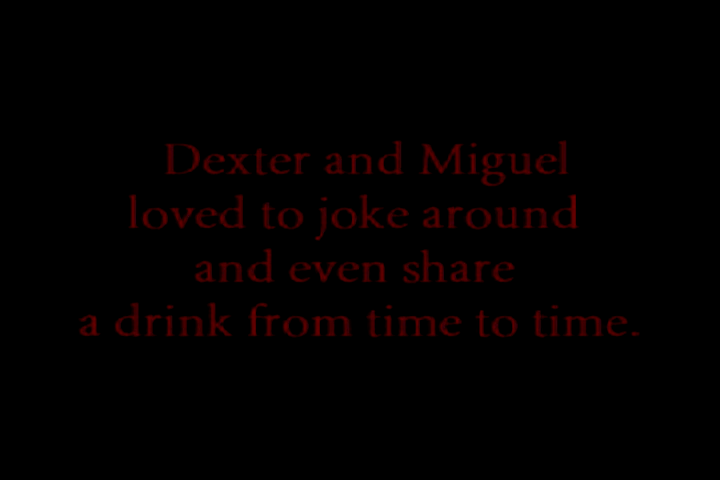 Dexter and Miguel
loved to joke around
and even share
a drink from time to time.